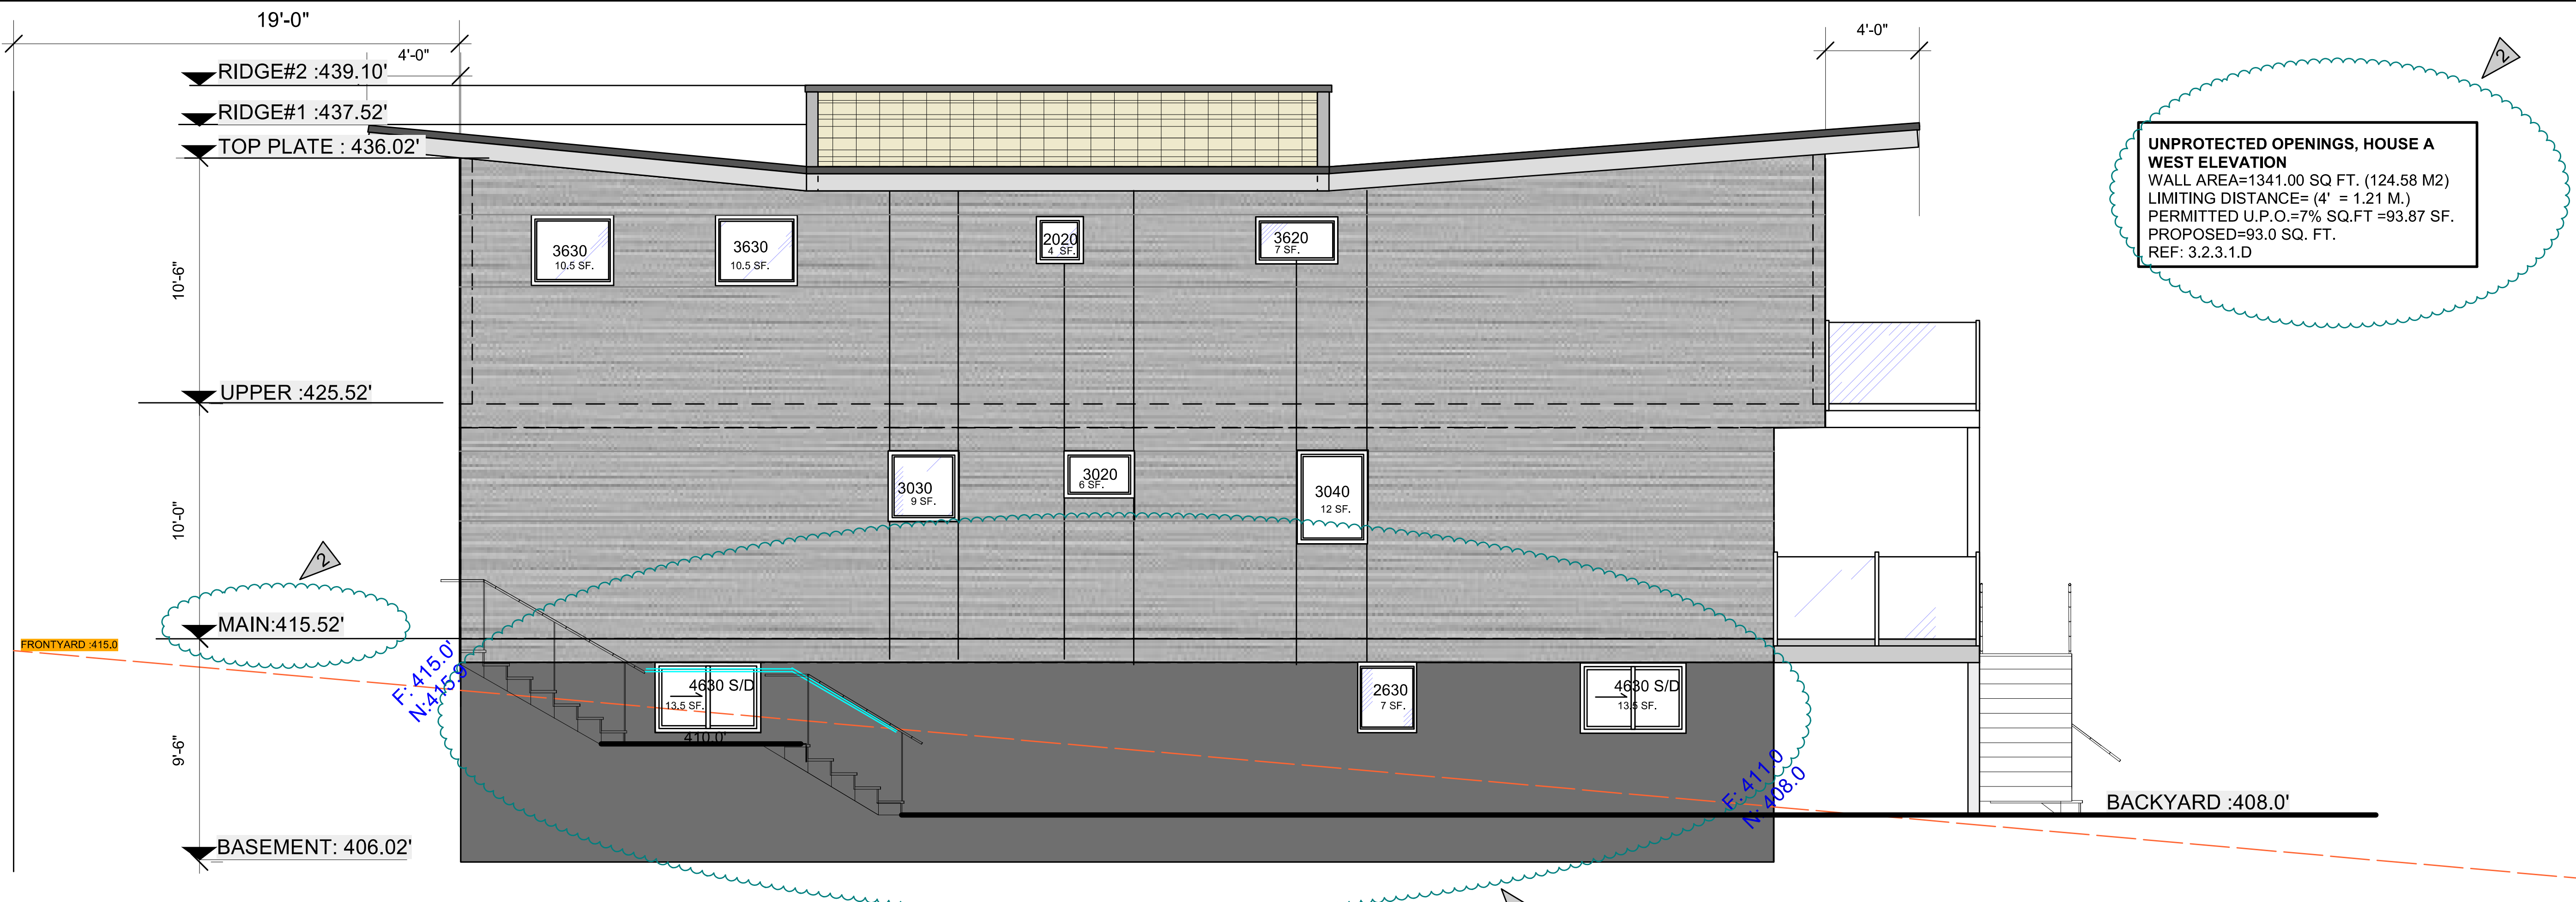 19'-0"
4'-0"
4'-0"
RIDGE#2 :439.10'
RIDGE#1 :437.52'
TOP PLATE : 436.02'
2
UNPROTECTED OPENINGS, HOUSE A
WEST ELEVATION
WALL AREA=1341.00 SQ FT. (124.58 M2)
LIMITING DISTANCE= (4' = 1.21 M.)
PERMITTED U.P.O.=7% SQ.FT =93.87 SF.
PROPOSED=93.0 SQ. FT.
REF: 3.2.3.1.D
3630
10.5 SF.
3630
10.5 SF.
2020
4 SF.
3620
7 SF.
10'-6"
UPPER :425.52'
3030
9 SF.
3020
6 SF.
3040
12 SF.
10'-0"
2
MAIN:415.52'
FRONTYARD :415.0
F: 415.0'
N:415.9
4630 S/D
13.5 SF.
410.0'
2630
7 SF.
4630 S/D
13.5 SF.
9'-6"
F: 411.0
N: 408.0
BACKYARD :408.0'
BASEMENT: 406.02'